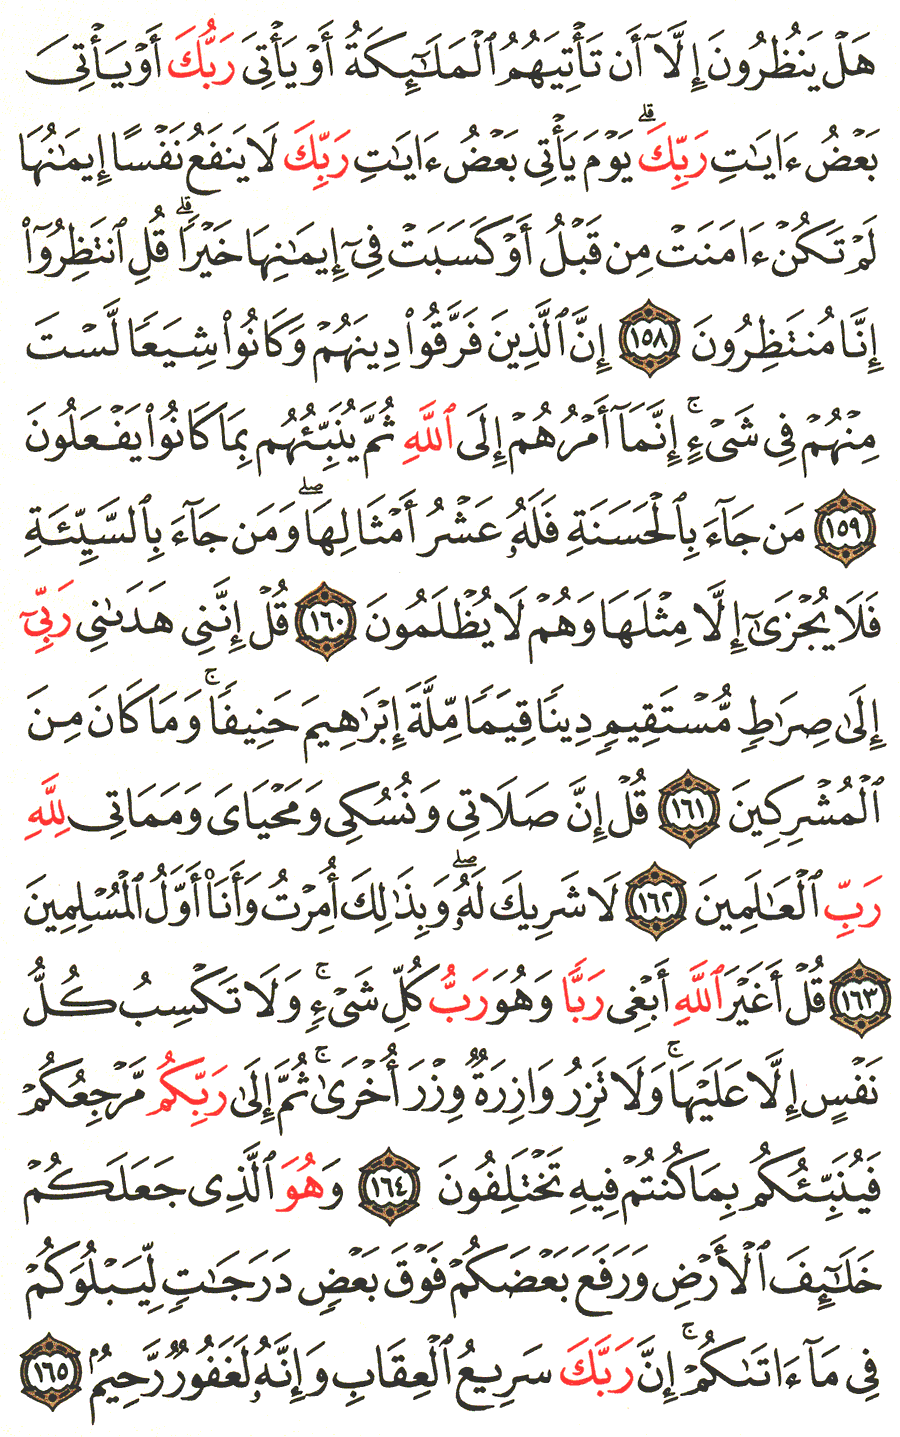 هَلْ يَنظُرُونَ إِلَّآ أَن تَأْتِيَهُمُ ٱلْمَلَٰٓئِكَةُ أَوْ يَأْتِىَ رَبُّكَ أَوْ يَأْتِىَ
بَعْضُ ءَايَٰتِ رَبِّكَ ۗ يَوْمَ يَأْتِى بَعْضُ ءَايَٰتِ رَبِّكَ لَا يَنفَعُ نَفْسًا إِيمَٰنُهَا
لَمْ تَكُنْ ءَامَنَتْ مِن قَبْلُ أَوْ كَسَبَتْ فِىٓ إِيمَٰنِهَا خَيْرًا ۗ قُلِ ٱنتَظِرُوٓا۟
إِنَّا مُنتَظِرُونَ ١٥٨ إِنَّ ٱلَّذِينَ فَرَّقُوا۟ دِينَهُمْ وَكَانُوا۟ شِيَعًا لَّسْتَ
مِنْهُمْ فِى شَىْءٍ ۚ إِنَّمَآ أَمْرُهُمْ إِلَى ٱللَّهِ ثُمَّ يُنَبِّئُهُم بِمَا كَانُوا۟ يَفْعَلُونَ
١٥٩ مَن جَآءَ بِٱلْحَسَنَةِ فَلَهُۥ عَشْرُ أَمْثَالِهَا ۖ وَمَن جَآءَ بِٱلسَّيِّئَةِ
فَلَا يُجْزَىٰٓ إِلَّا مِثْلَهَا وَهُمْ لَا يُظْلَمُونَ ١٦٠ قُلْ إِنَّنِى هَدَىٰنِى رَبِّىٓ
إِلَىٰ صِرَٰطٍ مُّسْتَقِيمٍ دِينًا قِيَمًا مِّلَّةَ إِبْرَٰهِيمَ حَنِيفًا ۚ وَمَا كَانَ مِنَ
ٱلْمُشْرِكِينَ ١٦١ قُلْ إِنَّ صَلَاتِى وَنُسُكِى وَمَحْيَاىَ وَمَمَاتِى لِلَّهِ
رَبِّ ٱلْعَٰلَمِينَ ١٦٢ لَا شَرِيكَ لَهُۥ ۖ وَبِذَٰلِكَ أُمِرْتُ وَأَنَا۠ أَوَّلُ ٱلْمُسْلِمِينَ
١٦٣ قُلْ أَغَيْرَ ٱللَّهِ أَبْغِى رَبًّا وَهُوَ رَبُّ كُلِّ شَىْءٍ ۚ وَلَا تَكْسِبُ كُلُّ
نَفْسٍ إِلَّا عَلَيْهَا ۚ وَلَا تَزِرُ وَازِرَةٌ وِزْرَ أُخْرَىٰ ۚ ثُمَّ إِلَىٰ رَبِّكُم مَّرْجِعُكُمْ
فَيُنَبِّئُكُم بِمَا كُنتُمْ فِيهِ تَخْتَلِفُونَ ١٦٤ وَهُوَ ٱلَّذِى جَعَلَكُمْ
خَلَٰٓئِفَ ٱلْأَرْضِ وَرَفَعَ بَعْضَكُمْ فَوْقَ بَعْضٍ دَرَجَٰتٍ لِّيَبْلُوَكُمْ
فِى مَآ ءَاتَىٰكُمْ ۗ إِنَّ رَبَّكَ سَرِيعُ ٱلْعِقَابِ وَإِنَّهُۥ لَغَفُورٌ رَّحِيمٌۢ ١٦٥